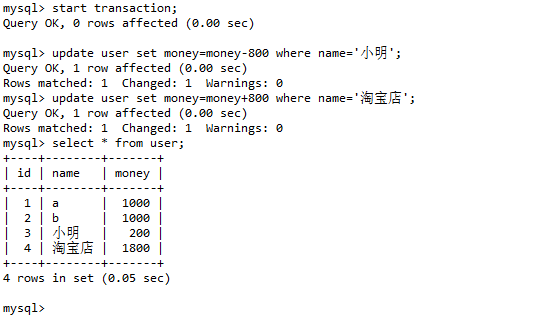 mysql> start transaction;
Query OK, 0 rows affected (0.00 sec)
mysql> update user set money=money-800 where name='小明';
Query OK, 1 row affected (0.00 sec)
Rows matched: 1  Changed: 1  Warnings: 0
mysql> update user set money=money+800 where name='淘宝店';
Query OK, 1 row affected (0.00 sec)
Rows matched: 1  Changed: 1  Warnings: 0
mysql> select * from user;
+----+--------+-------+
| id | name   | money |
+----+--------+-------+
|  1 | a      |  1000 |
|  2 | b      |  1000 |
|  3 | 小明   |   200 |
|  4 | 淘宝店 |  1800 |
+----+--------+-------+
4 rows in set (0.05 sec)
mysql>